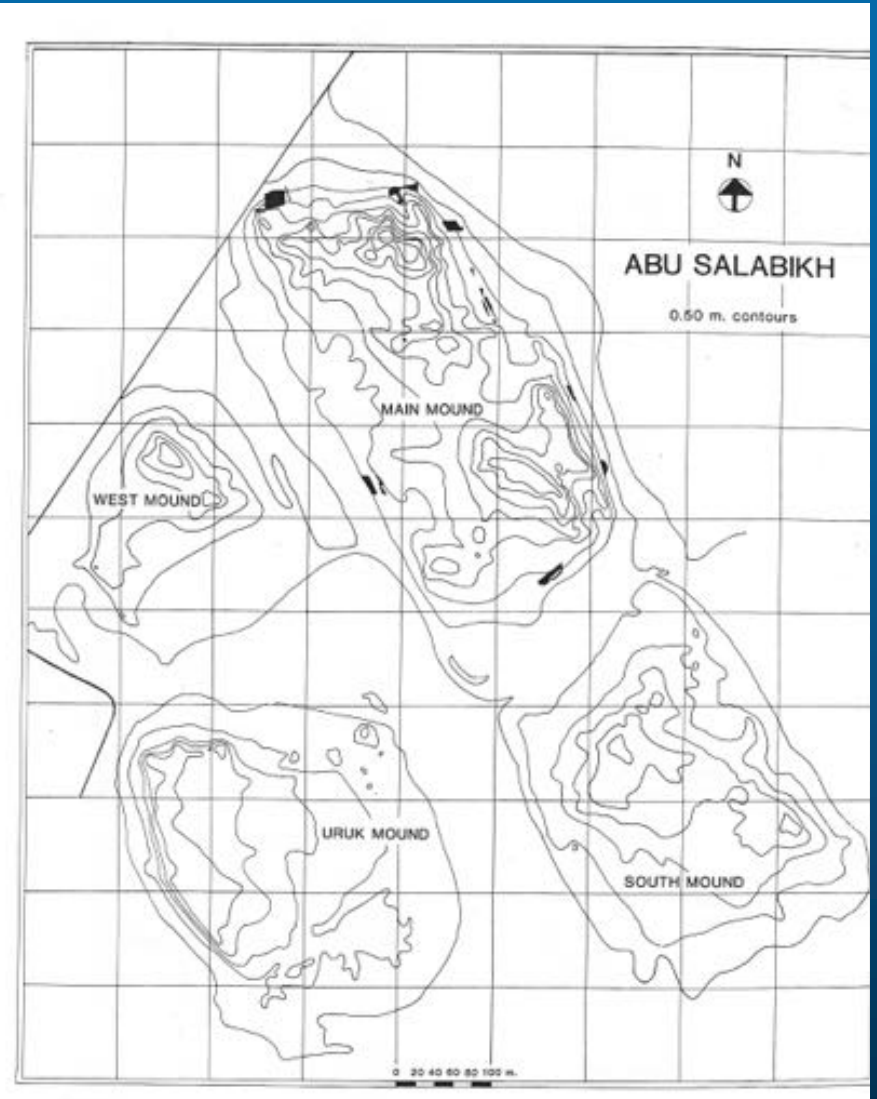 N
ABU SALABIKH
0.50 m. contours
MAIN MOUND
WEST MOUND
URUK MOUND
SOUTH MOUND
0 20 40 60 80 100 m.